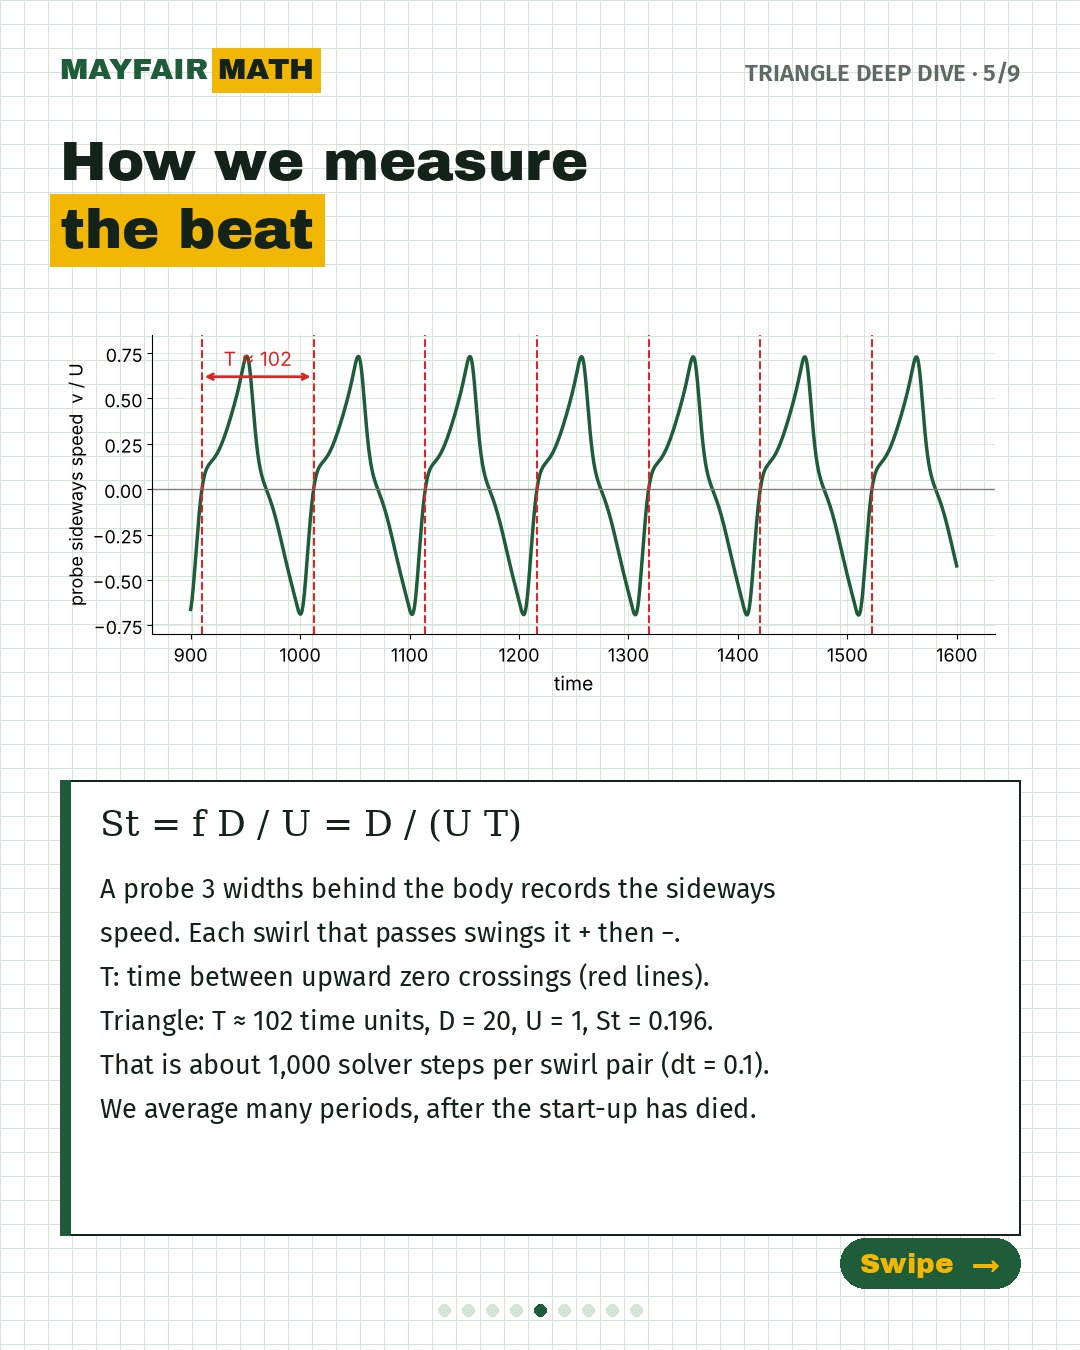 MAYFAIR MATH
TRIANGLE DEEP DIVE · 5/9
How we measure
the beat
T ≈ 102
probe sideways speed v / U
0.75
0.50
0.25
0.00
−0.25
−0.50
−0.75
900 1000 1100 1200 1300 1400 1500 1600
time
St = f D / U = D / (U T)
A probe 3 widths behind the body records the sideways
speed. Each swirl that passes swings it + then −.
T: time between upward zero crossings (red lines).
Triangle: T ≈ 102 time units, D = 20, U = 1, St = 0.196.
That is about 1,000 solver steps per swirl pair (dt = 0.1).
We average many periods, after the start-up has died.
Swipe →